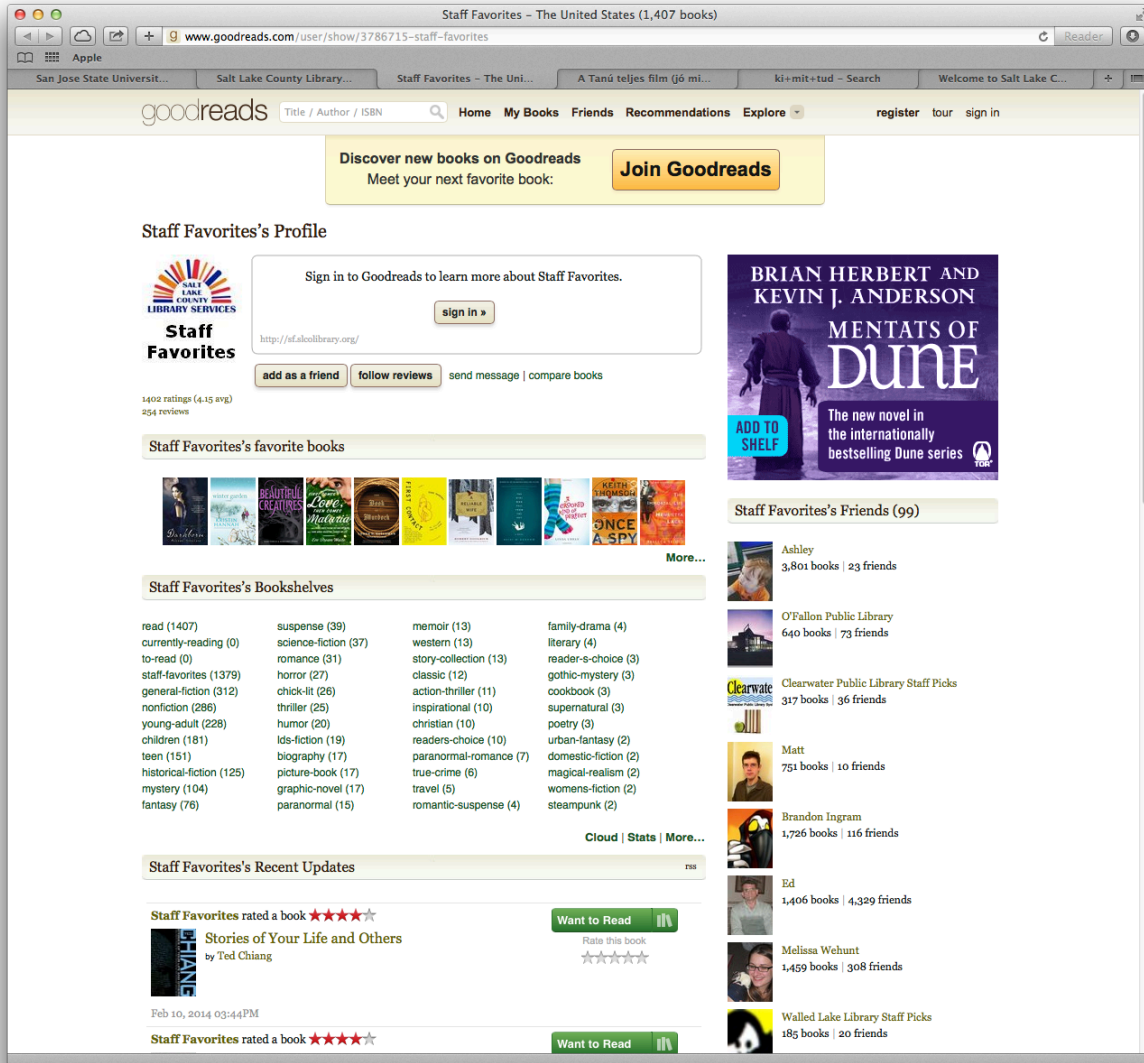 Staff Favorites – The United States (1,407 books)
www.goodreads.com/user/show/3786715-staff-favorites
Reader
Apple
San Jose State Universit...
Salt Lake County Library...
Staff Favorites – The Uni...
A Tanú teljes film (jó mi...
ki+mit+tud – Search
Welcome to Salt Lake C...
goodreads
Title / Author / ISBN
Home My Books Friends Recommendations Explore
register tour sign in
Discover new books on Goodreads
Meet your next favorite book:
Join Goodreads
Staff Favorites's Profile
SALT
LAKE
COUNTY
LIBRARY SERVICES
Staff
Favorites
Sign in to Goodreads to learn more about Staff Favorites.
sign in »
http://sf.slcolibrary.org/
add as a friend follow reviews send message | compare books
1402 ratings (4.15 avg)
254 reviews
Staff Favorites's favorite books
Darkborn
winter garden
BEAUTIFUL
CREATURES
Love,
Malaria
FIRST CONTACT
RELIABLE
WIFE
KEITH
THOMSON
ONCE
A SPY
More...
Staff Favorites's Bookshelves
read (1407)
currently-reading (0)
to-read (0)
staff-favorites (1379)
general-fiction (312)
nonfiction (286)
young-adult (228)
children (181)
teen (151)
historical-fiction (125)
mystery (104)
fantasy (76)
suspense (39)
science-fiction (37)
romance (31)
horror (27)
chick-lit (26)
thriller (25)
humor (20)
lds-fiction (19)
biography (17)
picture-book (17)
graphic-novel (17)
paranormal (15)
memoir (13)
western (13)
story-collection (13)
classic (12)
action-thriller (11)
inspirational (10)
christian (10)
readers-choice (10)
paranormal-romance (7)
true-crime (6)
travel (5)
romantic-suspense (4)
family-drama (4)
literary (4)
reader-s-choice (3)
gothic-mystery (3)
cookbook (3)
supernatural (3)
poetry (3)
urban-fantasy (2)
domestic-fiction (2)
magical-realism (2)
womens-fiction (2)
steampunk (2)
Cloud | Stats | More...
Staff Favorites's Recent Updates
rss
Staff Favorites rated a book
CHIANG
Stories of Your Life and Others
by Ted Chiang
Want to Read
Rate this book
Feb 10, 2014 03:44PM
Staff Favorites rated a book
Want to Read
BRIAN HERBERT AND
KEVIN J. ANDERSON
MENTATS OF
DUNE
ADD TO
SHELF
The new novel in
the internationally
bestselling Dune series
TOR
Staff Favorites's Friends (99)
Ashley
3,801 books | 23 friends
O'Fallon Public Library
640 books | 73 friends
Clearwate
Clearwater Public Library Staff Picks
317 books | 36 friends
Matt
751 books | 10 friends
Brandon Ingram
1,726 books | 116 friends
Ed
1,406 books | 4,329 friends
Melissa Wehunt
1,459 books | 308 friends
Walled Lake Library Staff Picks
185 books | 20 friends